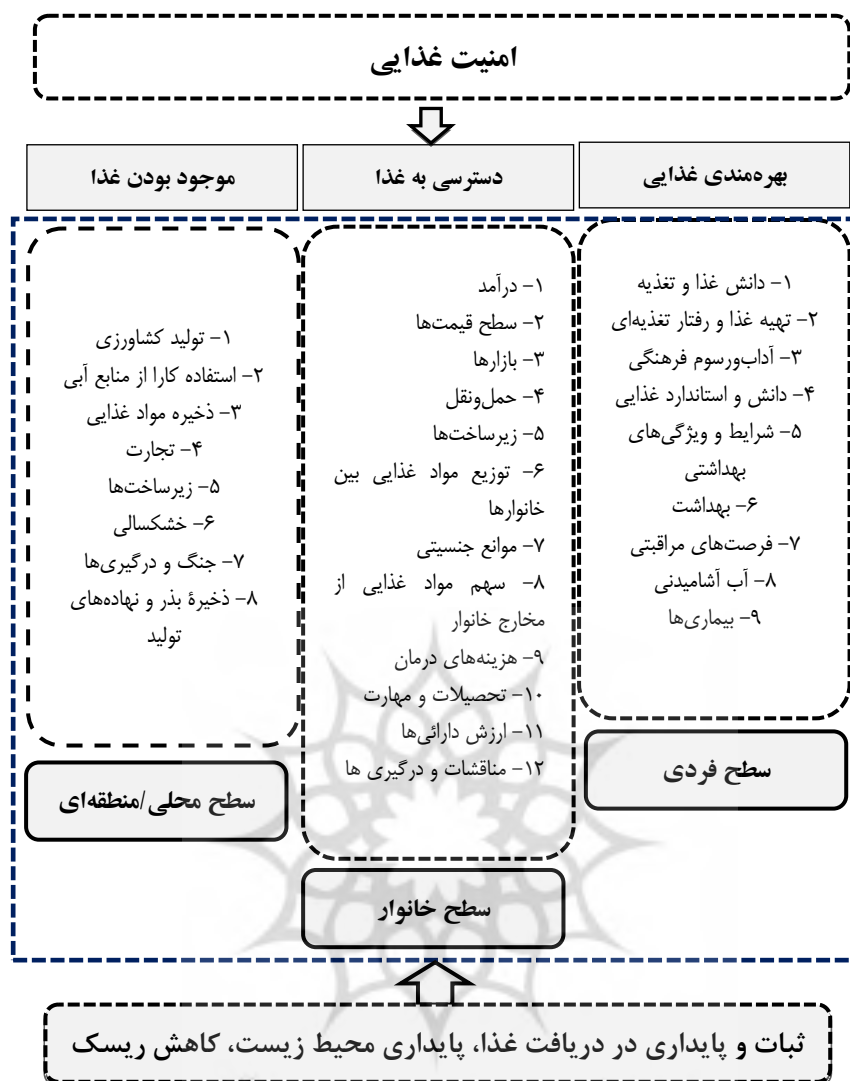 امنیت غذایی
بهره‌مندی غذایی
دسترسی به غذا
موجود بودن غذا
۱- دانش غذا و تغذیه
۲- تهیه غذا و رفتار تغذیه‌ای
۳- آداب‌ورسوم فرهنگی
۴- دانش و استاندارد غذایی
۵- شرایط و ویژگی‌های
بهداشتی
۶- بهداشت
۷- فرصت‌های مراقبتی
۸- آب آشامیدنی
۹- بیماری‌ها
سطح فردی
۱- درآمد
۲- سطح قیمت‌ها
۳- بازارها
۴- حمل‌ونقل
۵- زیرساخت‌ها
۶- توزیع مواد غذایی بین
خانوارها
۷- موانع جنسیتی
۸- سهم مواد غذایی از
مخارج خانوار
۹- هزینه‌های درمان
۱۰- تحصیلات و مهارت
۱۱- ارزش دارائی‌ها
۱۲- مناقشات و درگیری ها
سطح خانوار
۱- تولید کشاورزی
۲- استفاده کارا از منابع آبی
۳- ذخیره مواد غذایی
۴- تجارت
۵- زیرساخت‌ها
۶- خشکسالی
۷- جنگ و درگیری‌ها
۸- ذخیرۀ بذر و نهاده‌های
تولید
سطح محلی/منطقه‌ای
ثبات و پایداری در دریافت غذا، پایداری محیط زیست، کاهش ریسک